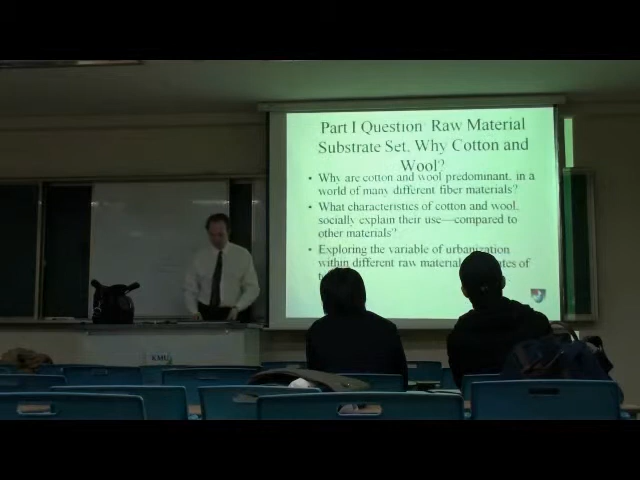 Part I Question Raw Material
Substrate Set. Why Cotton and
Wool?
• Why are cotton and wool predominant, in a
world of many different fiber materials?
• What characteristics of cotton and wool,
socially explain their use—compared to
other materials?
• Exploring the variable of urbanization
within different raw material
of
KMU